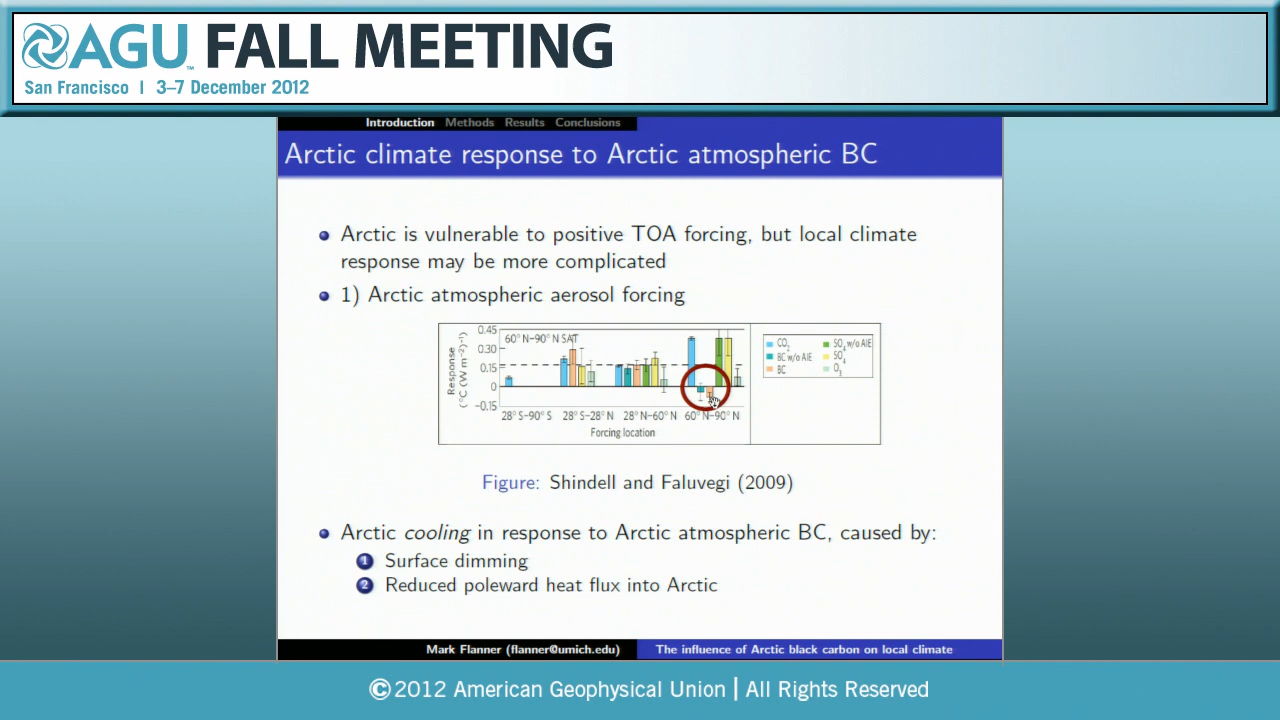 AGU™ FALL MEETING
San Francisco | 3–7 December 2012
Introduction Methods Results Conclusions
Arctic climate response to Arctic atmospheric BC
Arctic is vulnerable to positive TOA forcing, but local climate
response may be more complicated
1) Arctic atmospheric aerosol forcing
Response
(°C (W m⁻²)⁻¹)
0.45
0.30
0.15
0
−0.15
60° N–90° N SAT
28° S–90° S 28° S–28° N 28° N–60° N 60° N–90° N
Forcing location
CO₂ SO₄ w/o AIE
BC w/o AIE SO₄
BC O₃
Figure: Shindell and Faluvegi (2009)
Arctic cooling in response to Arctic atmospheric BC, caused by:
1 Surface dimming
2 Reduced poleward heat flux into Arctic
Mark Flanner (flanner@umich.edu) The influence of Arctic black carbon on local climate
©2012 American Geophysical Union | All Rights Reserved